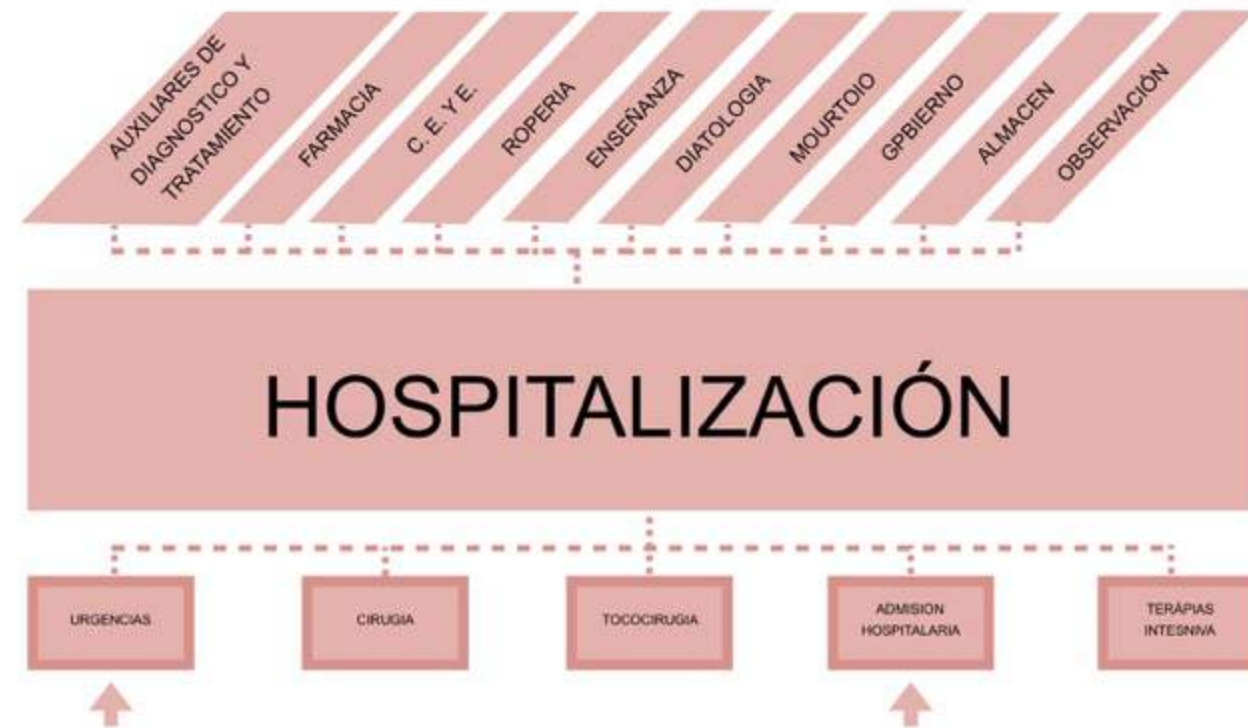 AUXILIARES DE
DIAGNOSTICO Y
TRATAMIENTO
FARMACIA
C. E. Y E.
ROPERIA
ENSEÑANZA
DIATOLOGIA
MOURTOIO
GPBIERNO
ALMACEN
OBSERVACIÓN
HOSPITALIZACIÓN
URGENCIAS
CIRUGIA
TOCOCIRUGIA
ADMISION
HOSPITALARIA
TERÁPIAS
INTESNIVA